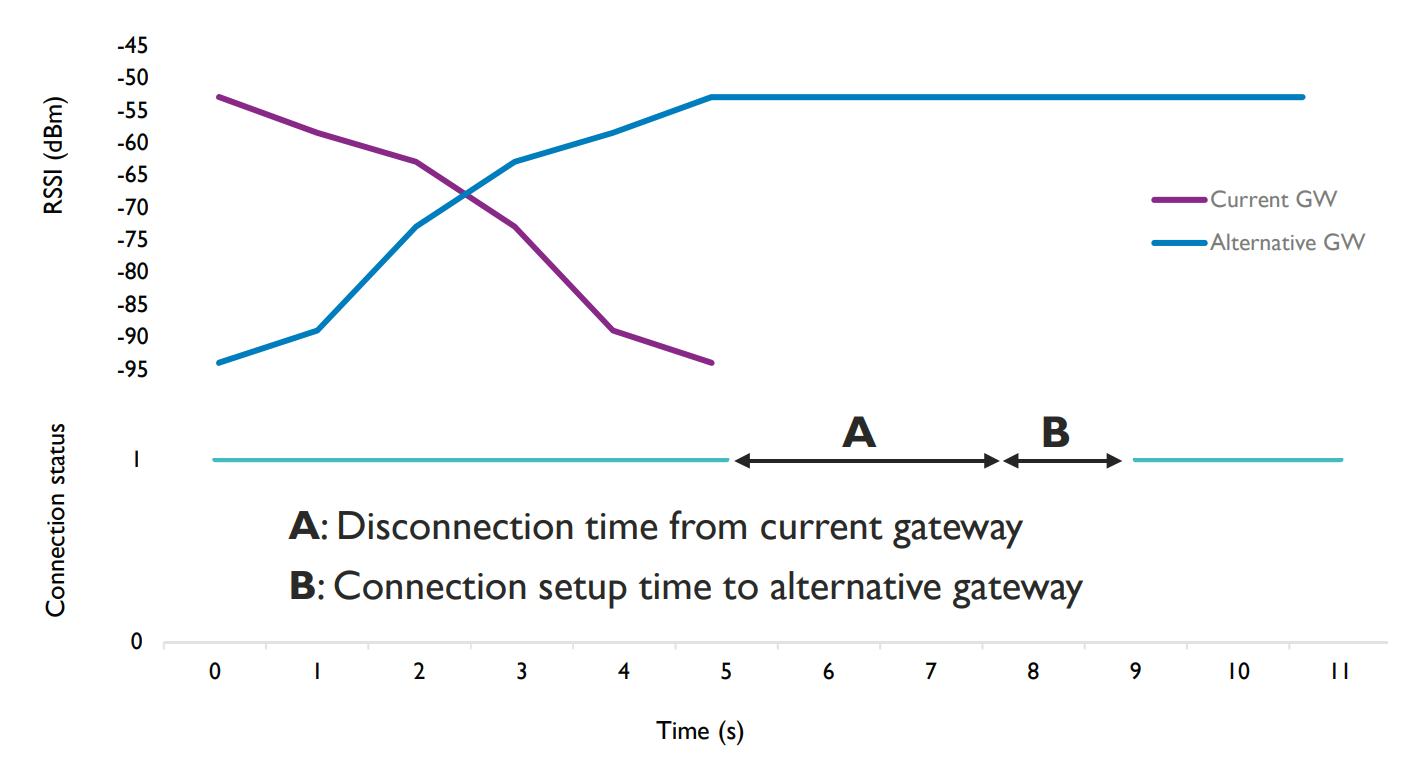 -45
-50
-55
-60
-65
-70
-75
-80
-85
-90
-95
RSSI (dBm)
Current GW
Alternative GW
Connection status
1
A
B
A: Disconnection time from current gateway
B: Connection setup time to alternative gateway
0
0 1 2 3 4 5 6 7 8 9 10 11
Time (s)